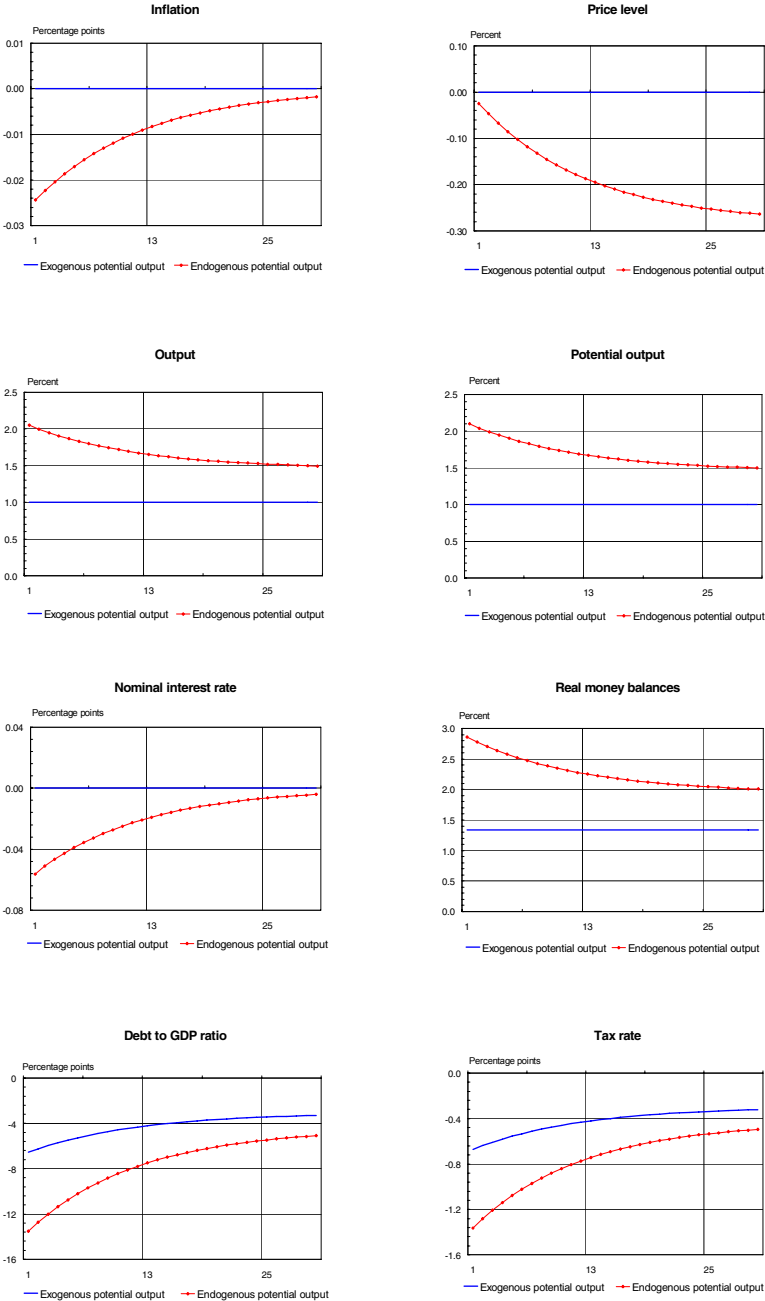 Inflation
Percentage points
0.01
0.00
-0.01
-0.02
-0.03
1 13 25
Exogenous potential output Endogenous potential output
Price level
Percent
0.10
0.00
-0.10
-0.20
-0.30
1 13 25
Exogenous potential output Endogenous potential output
Output
Percent
2.5
2.0
1.5
1.0
0.5
0.0
1 13 25
Exogenous potential output Endogenous potential output
Potential output
Percent
2.5
2.0
1.5
1.0
0.5
0.0
1 13 25
Exogenous potential output Endogenous potential output
Nominal interest rate
Percentage points
0.04
0.00
-0.04
-0.08
1 13 25
Exogenous potential output Endogenous potential output
Real money balances
Percent
3.0
2.5
2.0
1.5
1.0
0.5
0.0
1 13 25
Exogenous potential output Endogenous potential output
Debt to GDP ratio
Percentage points
0
-4
-8
-12
-16
1 13 25
Exogenous potential output Endogenous potential output
Tax rate
Percentage points
0.0
-0.4
-0.8
-1.2
-1.6
1 13 25
Exogenous potential output Endogenous potential output